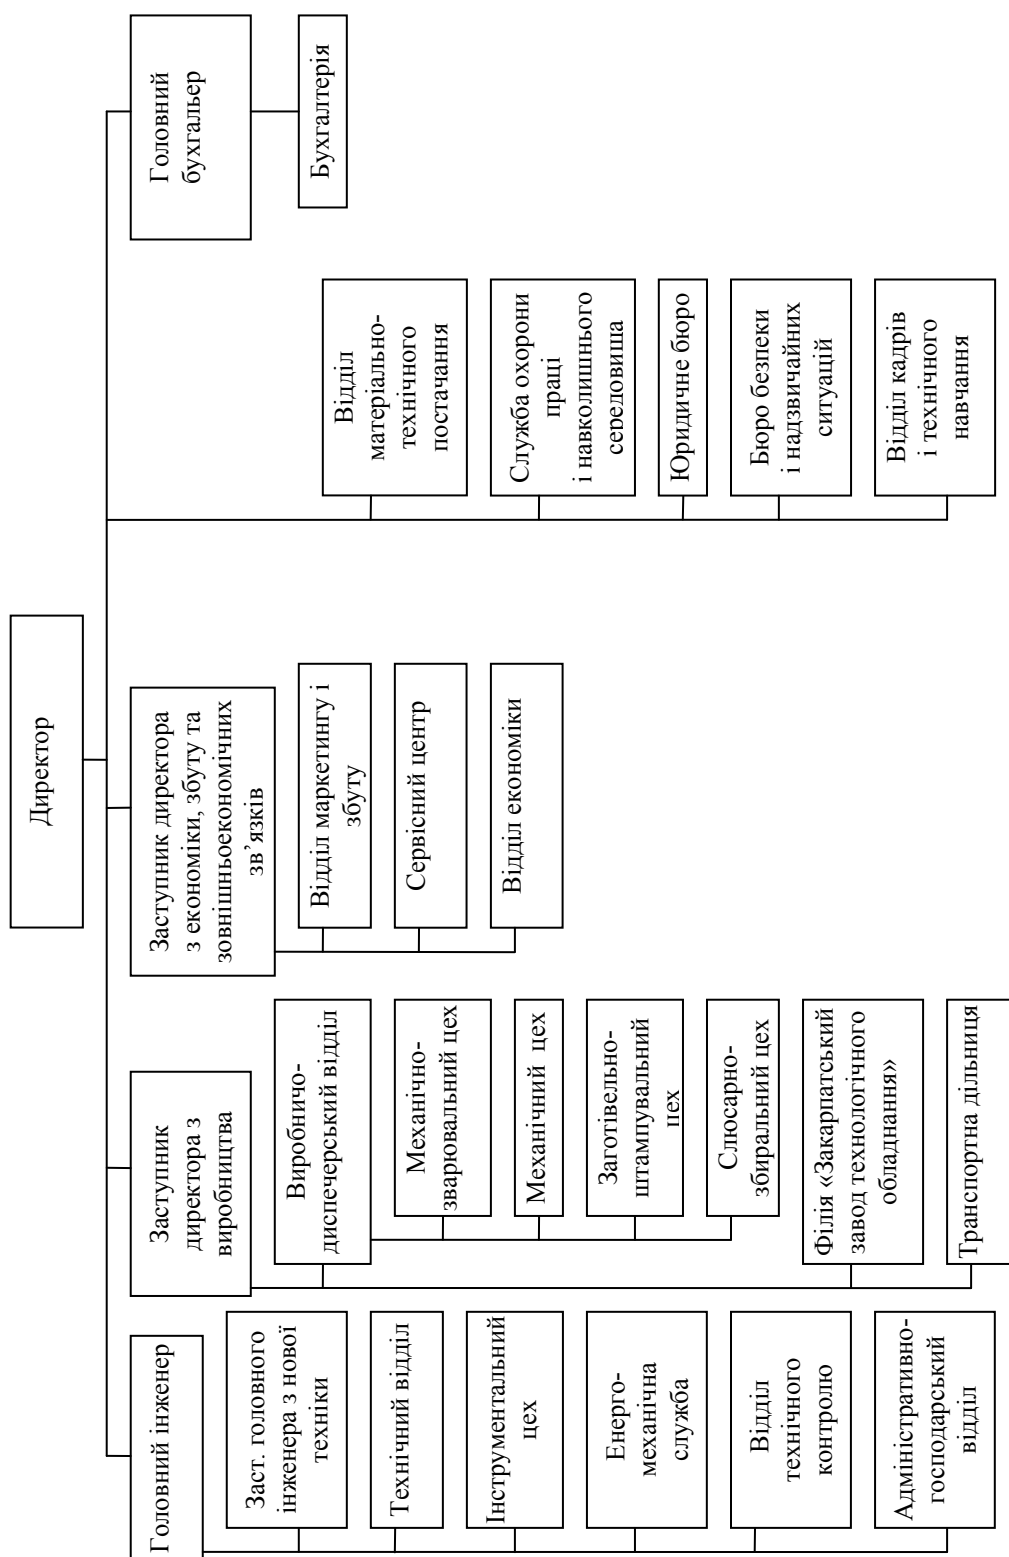 Директор
Головний інженер
Заст. головного
інженера з нової
техніки
Технічний відділ
Інструментальний
цех
Енерго-
механічна
служба
Відділ
технічного
контролю
Адміністративно-
господарський
відділ
Заступник
директора з
виробництва
Виробничо-
диспечерський відділ
Механічно-
зварювальний цех
Механічний цех
Заготівельно-
штампувальний
цех
Слюсарно-
збиральний цех
Філія «Закарпатський
завод технологічного
обладнання»
Транспортна дільниця
Заступник директора
з економіки, збуту та
зовнішньоекономічних
зв’язків
Відділ маркетингу і
збуту
Сервісний центр
Відділ економіки
Відділ
матеріально-
технічного
постачання
Служба охорони
праці
і навколишнього
середовища
Юридичне бюро
Бюро безпеки
і надзвичайних
ситуацій
Відділ кадрів
і технічного
навчання
Головний
бухгальер
Бухгалтерія